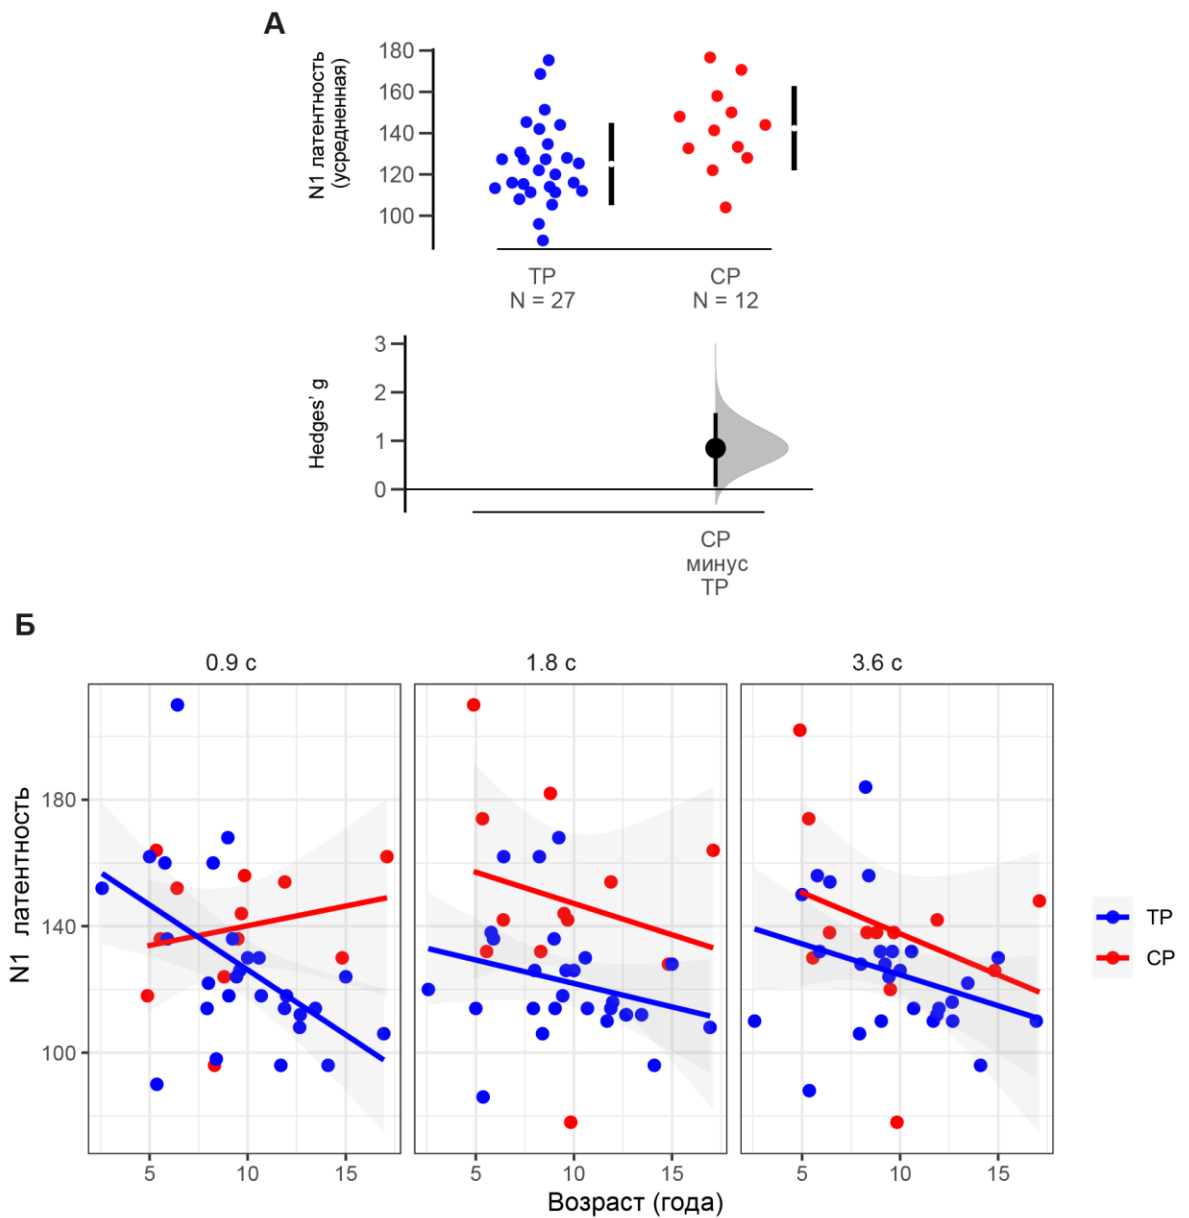 А
N1 латентность
(усредненная)
180
160
140
120
100
ТР
N = 27
СР
N = 12
Hedges' g
3
2
1
0
СР
минус
ТР
Б
0.9 с
1.8 с
3.6 с
N1 латентность
180
140
100
5
10
15
5
10
15
5
10
15
Возраст (года)
ТР
СР